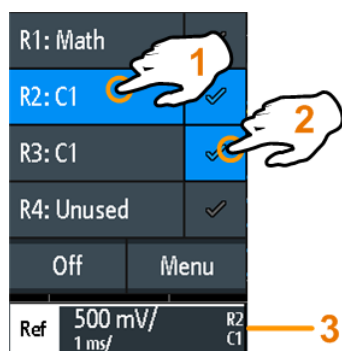 R1: Math
1
R2: C1
2
R3: C1
R4: Unused
Off Menu
Ref 500 mV/ R2
1 ms/ C1
3